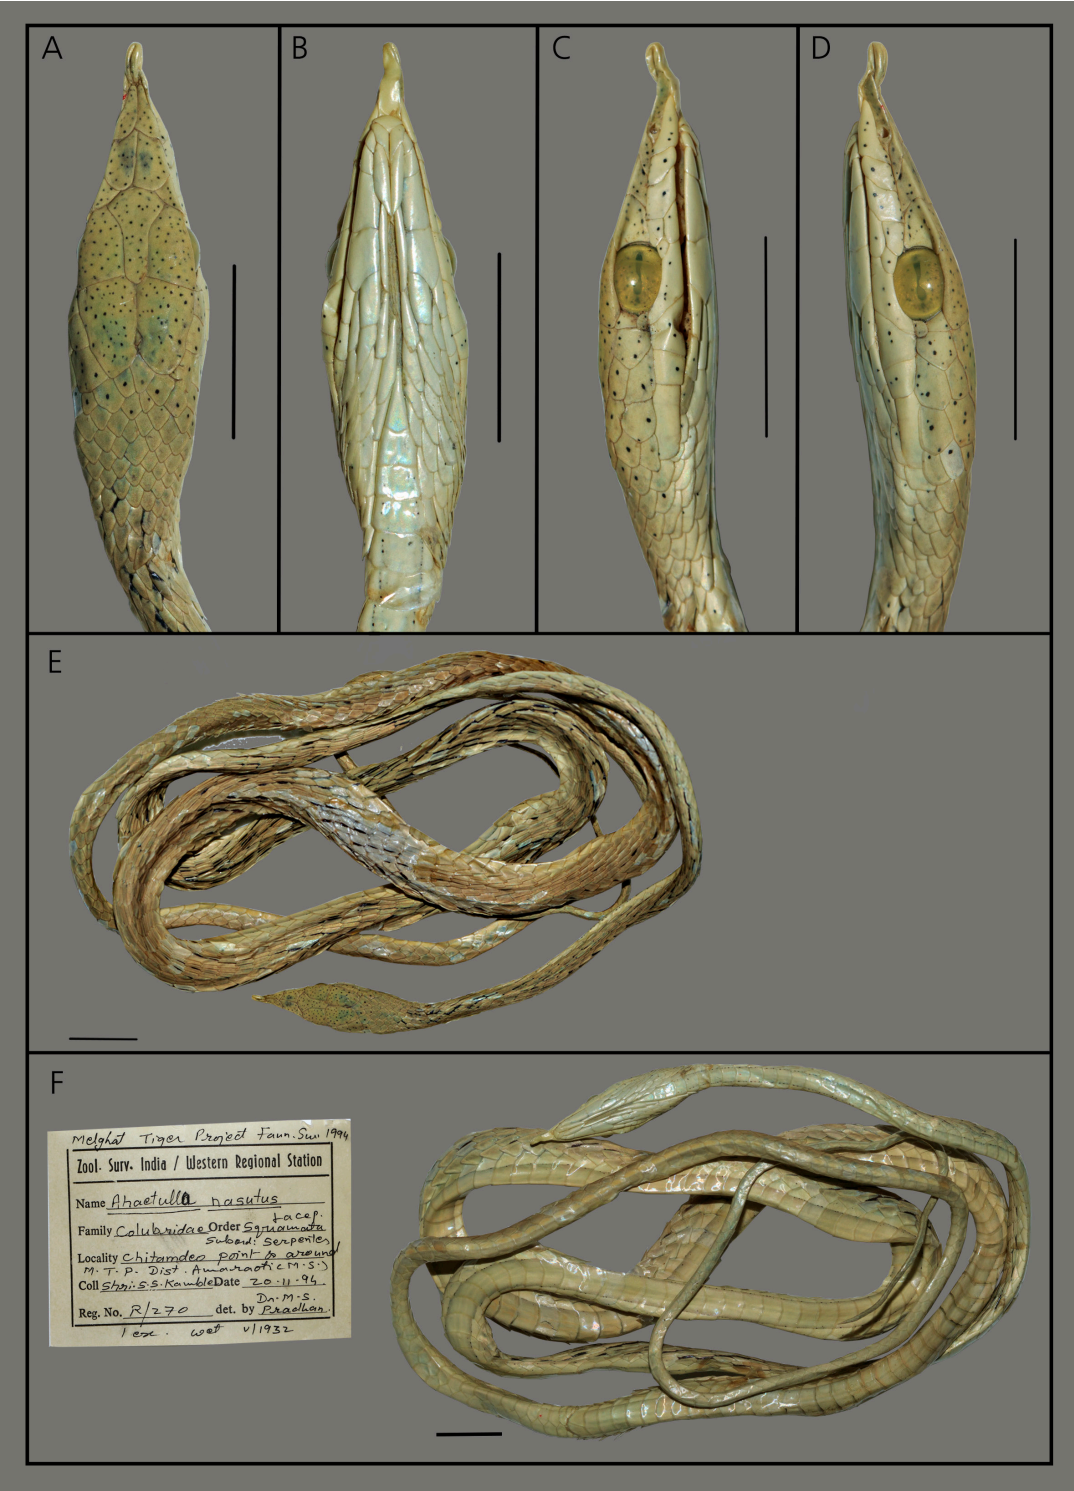 A
B
C
D
E
F
Melghat Tiger Project Faun. Sur. 1994
Zool. Surv. India / Western Regional Station
Name Ahaetulla nasutus
Lacep.
Family Colubridae Order Squamata
Subord: Serpentes
Locality Chitamdeo point & around
M. T. P. Dist. Amaraoti (M.S.)
Coll Shri. S. S. Kamble Date 20.11.94
Dr. M. S.
Reg. No. R/270 det. by Pradhan.
1 ex. wet V/1932